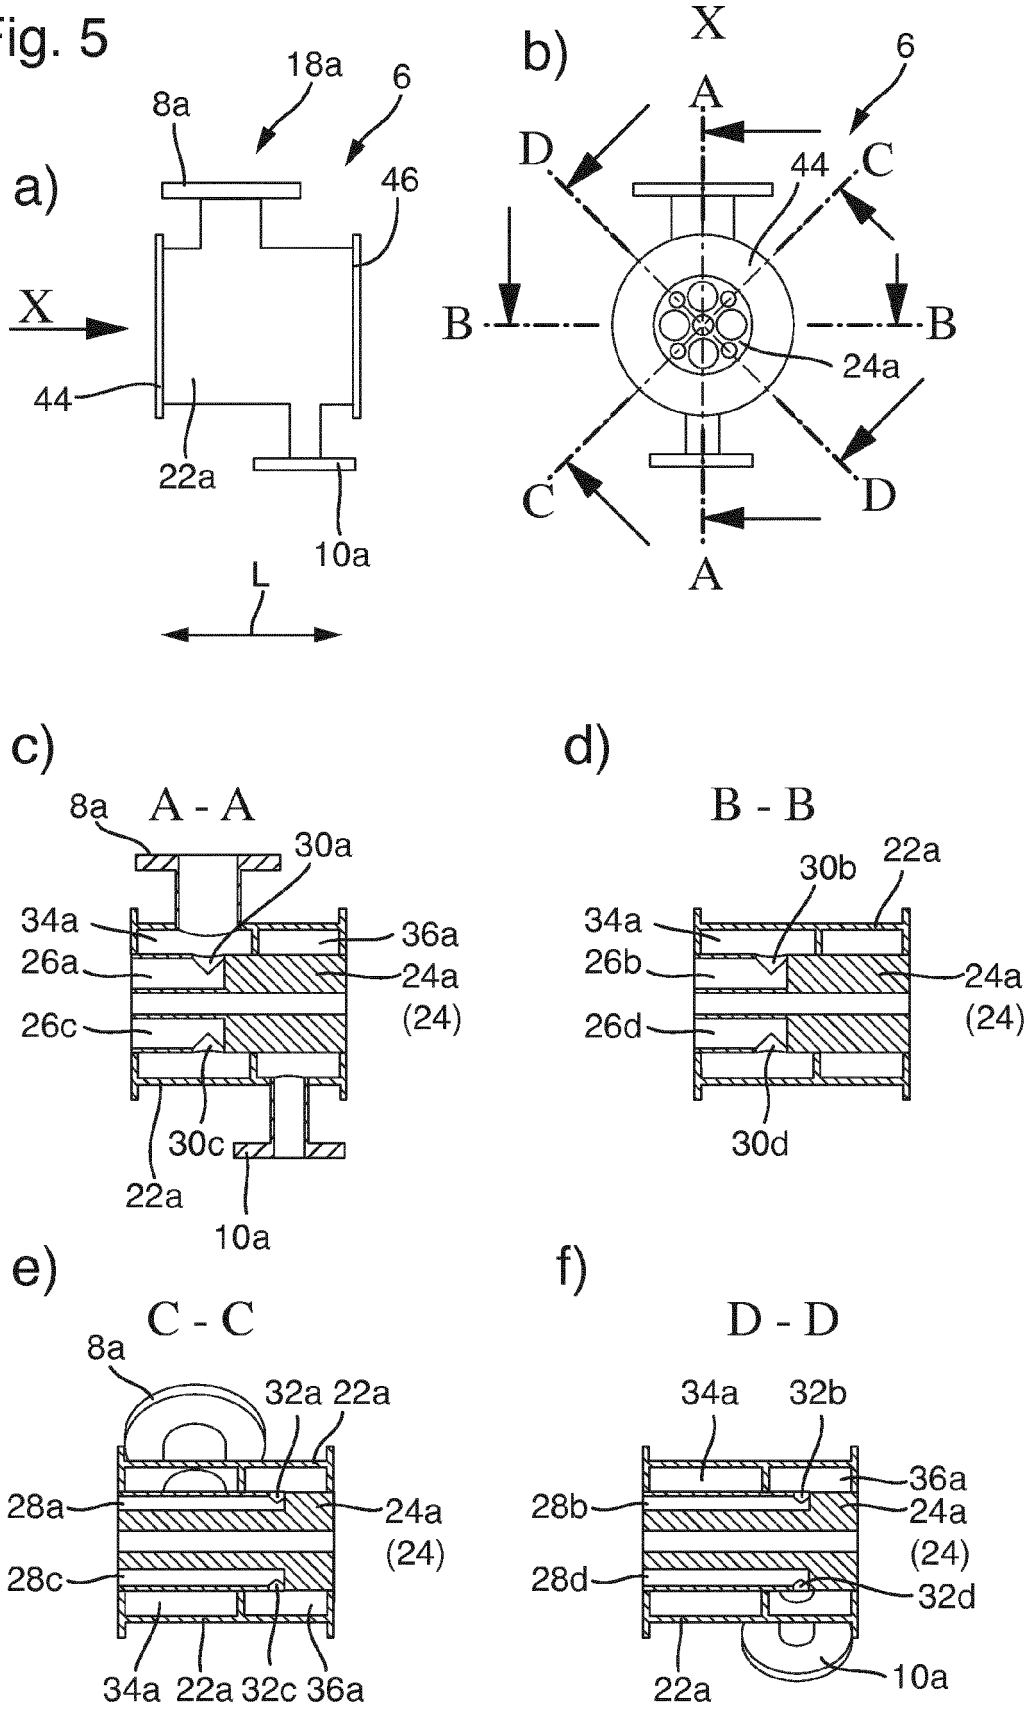 Fig. 5
a)
18a
6
8a
46
X
44
22a
10a
L
b)
X
6
A
D
C
44
B
B
24a
C
D
A
c)
A - A
8a
30a
34a
36a
26a
24a
(24)
26c
30c
22a
10a
d)
B - B
22a
30b
34a
26b
24a
(24)
26d
30d
e)
C - C
8a
32a
22a
28a
24a
(24)
28c
34a
22a
32c
36a
f)
D - D
34a
32b
36a
28b
24a
(24)
28d
32d
22a
10a